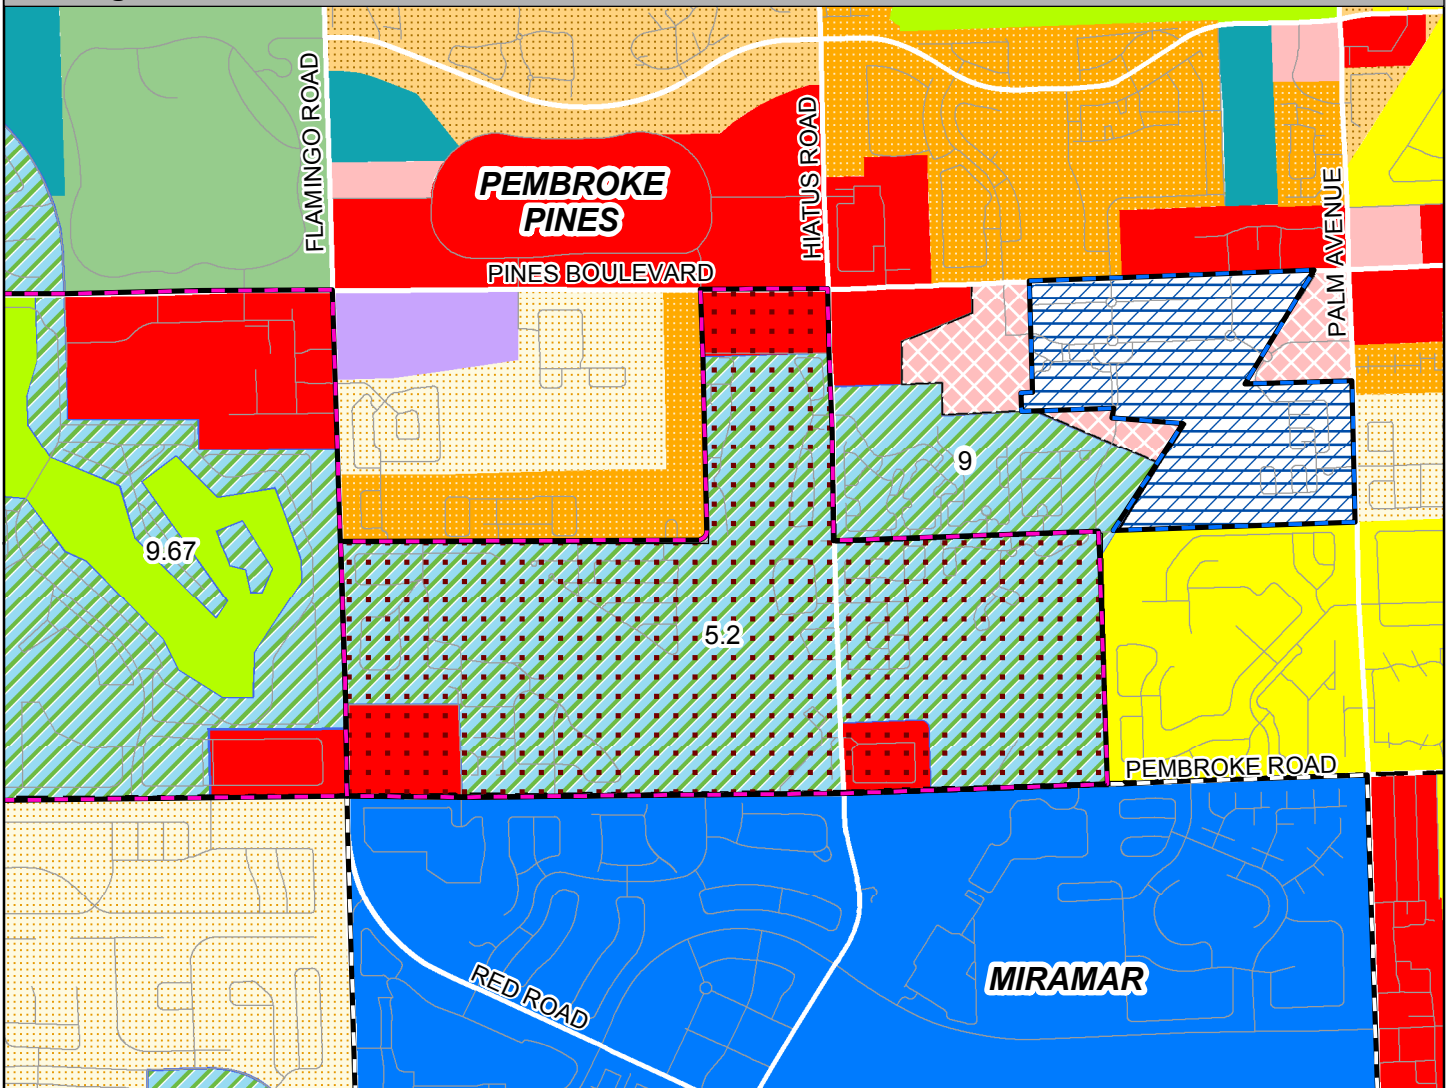 FLAMINGO ROAD
HIATUS ROAD
PALM AVENUE
PEMBROKE
PINES
PINES BOULEVARD
9
9.67
5.2
PEMBROKE ROAD
RED ROAD
MIRAMAR